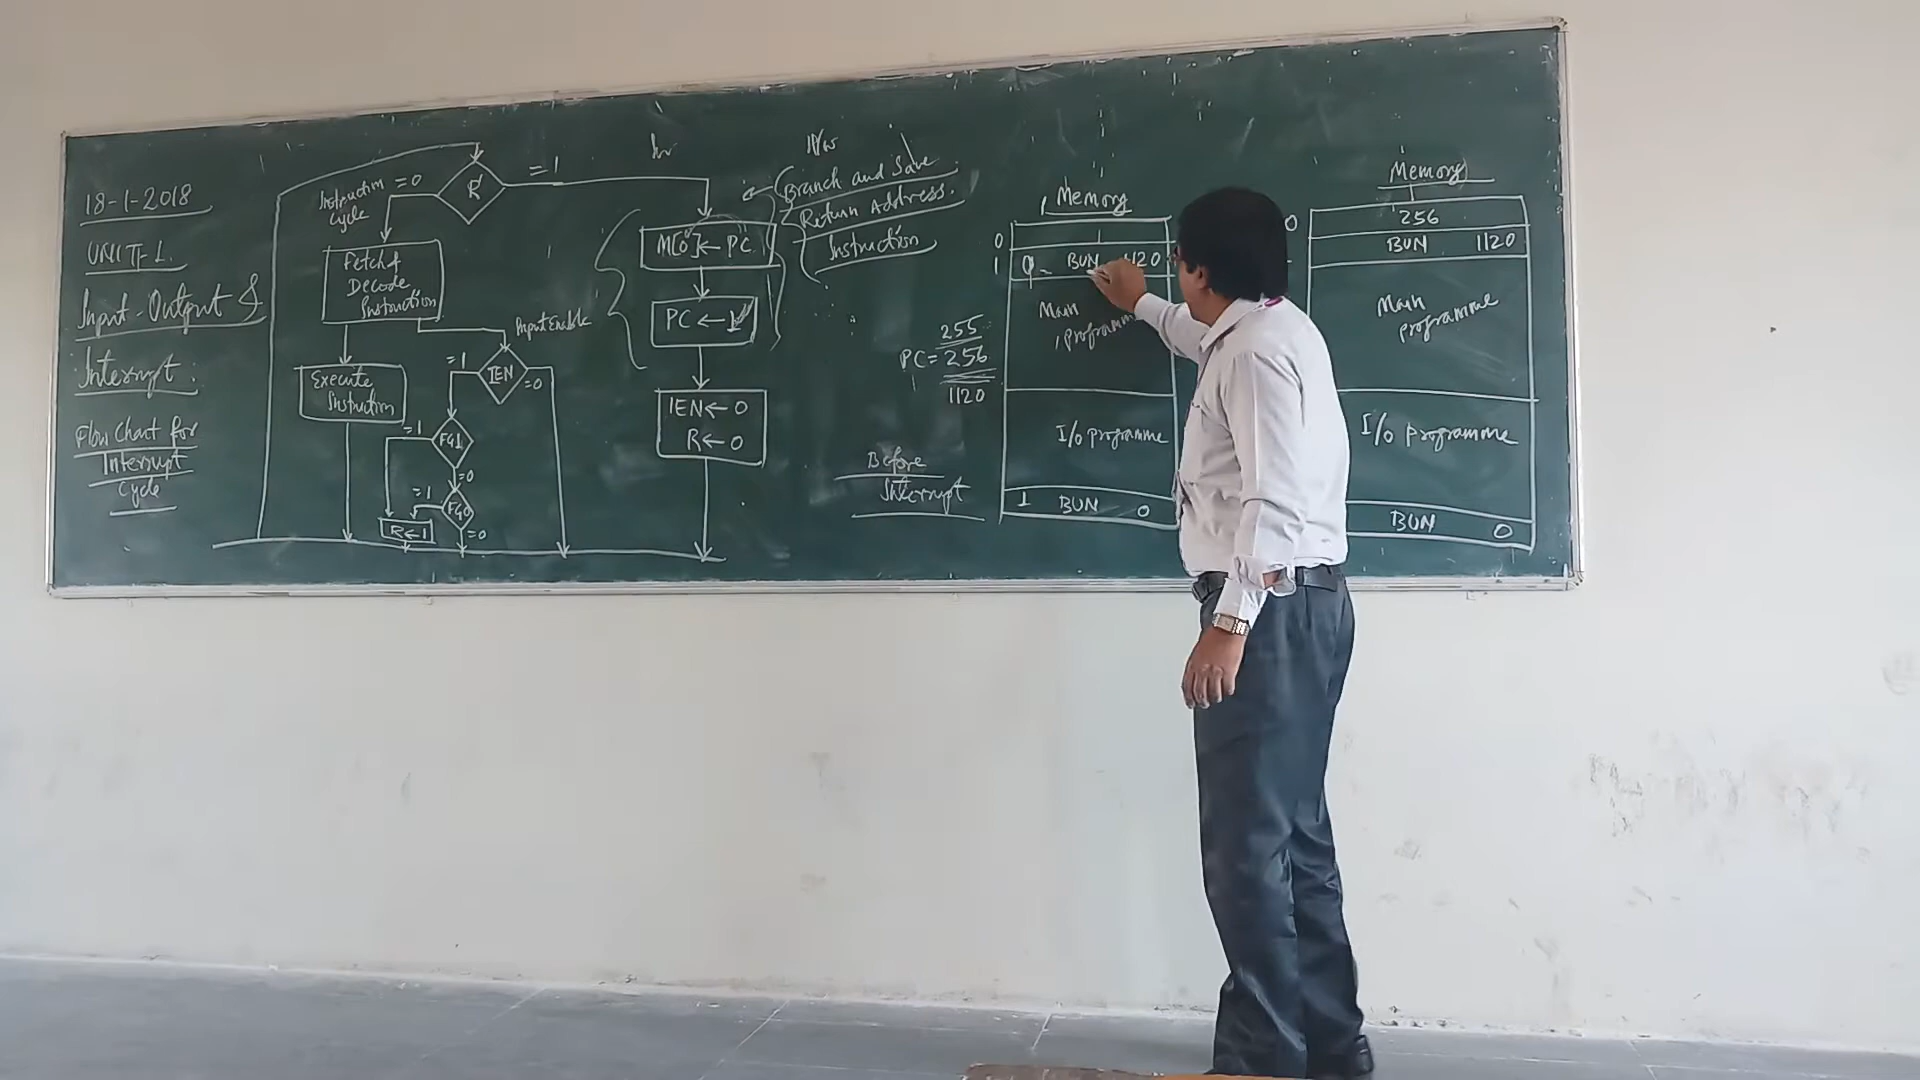 18-1-2018
UNIT-1.
Input-Output &
Interrupt:
Flow Chart for
Interrupt
Cycle
Instruction =0
Cycle
R
=1
Fetch &
Decode
Instruction
Execute
Instruction
Input Enable
IEN
=1
=0
FGI
=1
=0
FGO
=1
=0
R←1
Branch and Save
Return Address.
Instruction
M[0]←PC
PC←1
IEN←0
R←0
255
PC=256
1120
Before
Interrupt
Memory
0
1 0 BUN 1120
Main
programme
I/o programme
1 BUN 0
Memory
0 256
BUN 1120
Main
programme
I/o programme
BUN 0